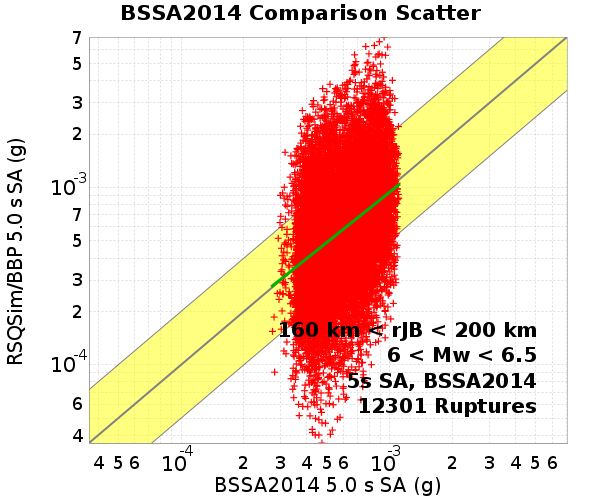 BSSA2014 Comparison Scatter
RSQSim/BBP 5.0 s SA (g)
7
5
3
2
10^-3
7
5
3
2
10^-4
6
4
160 km < rJB < 200 km
6 < Mw < 6.5
5s SA, BSSA2014
12301 Ruptures
4 5 6 10^-4 2 3 4 5 6 10^-3 2 3 4 5 6
BSSA2014 5.0 s SA (g)